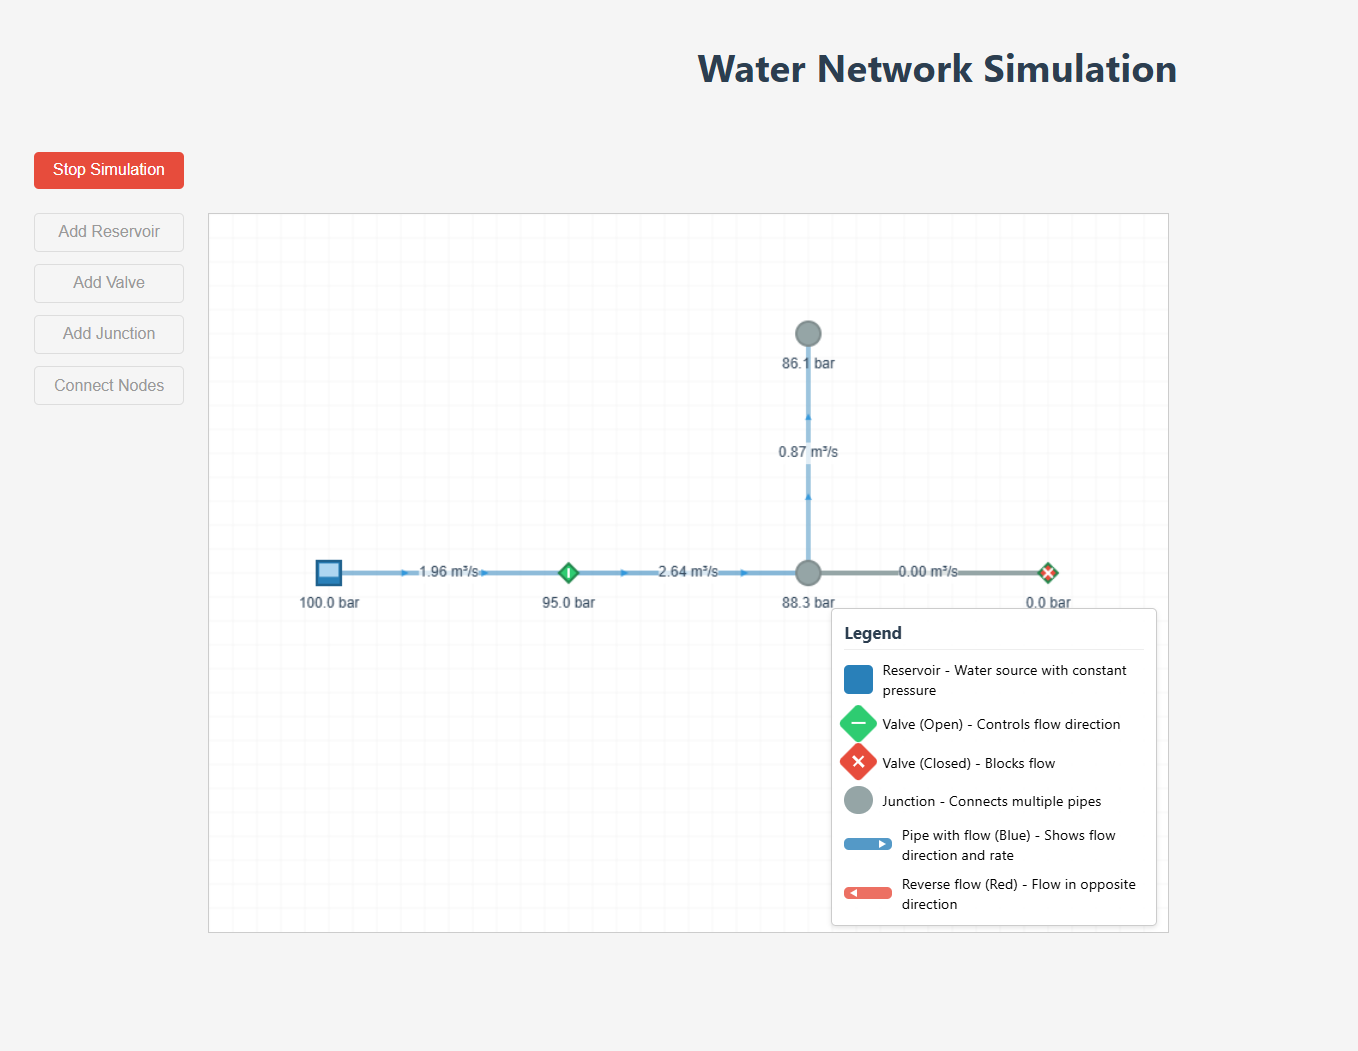 Water Network Simulation
Stop Simulation
Add Reservoir
Add Valve
Add Junction
Connect Nodes
86.1 bar
0.87 m³/s
1.96 m³/s
2.64 m³/s
0.00 m³/s
100.0 bar
95.0 bar
88.3 bar
0.0 bar
Legend
Reservoir - Water source with constant
pressure
Valve (Open) - Controls flow direction
Valve (Closed) - Blocks flow
Junction - Connects multiple pipes
Pipe with flow (Blue) - Shows flow
direction and rate
Reverse flow (Red) - Flow in opposite
direction